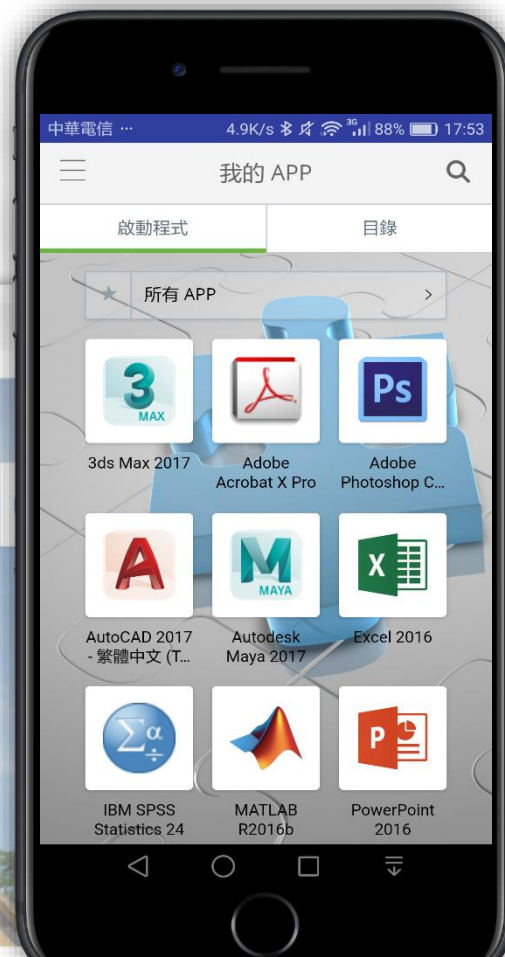 中華電信 ... 4.9K/s 3G 88% 17:53
我的 APP
啟動程式 目錄
所有 APP
3 MAX
Ps
3ds Max 2017 Adobe Acrobat X Pro Adobe Photoshop C...
A
M MAYA
X
AutoCAD 2017 - 繁體中文 (T... Autodesk Maya 2017 Excel 2016
Σα ÷
P
IBM SPSS Statistics 24 MATLAB R2016b PowerPoint 2016